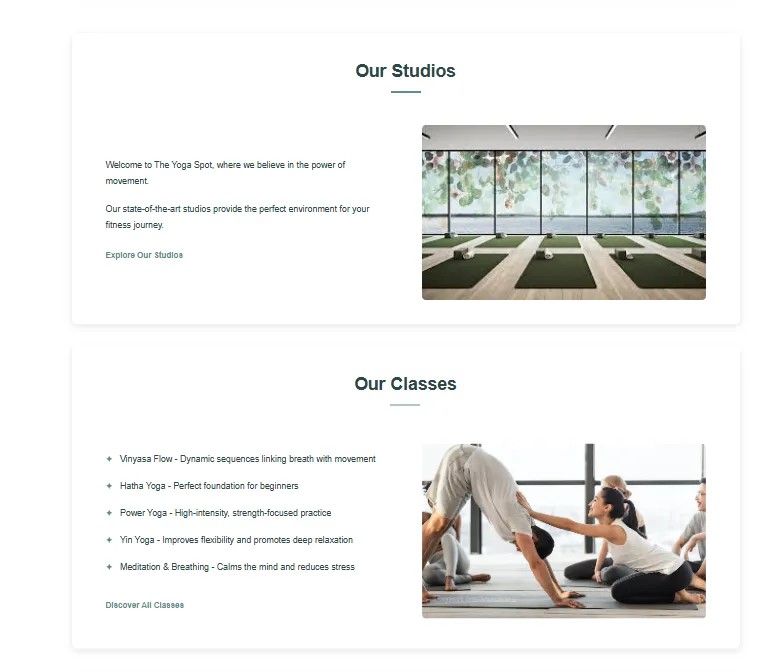 Our Studios
Welcome to The Yoga Spot, where we believe in the power of
movement.
Our state-of-the-art studios provide the perfect environment for your
fitness journey.
Explore Our Studios
Our Classes
Vinyasa Flow - Dynamic sequences linking breath with movement
Hatha Yoga - Perfect foundation for beginners
Power Yoga - High-intensity, strength-focused practice
Yin Yoga - Improves flexibility and promotes deep relaxation
Meditation & Breathing - Calms the mind and reduces stress
Discover All Classes